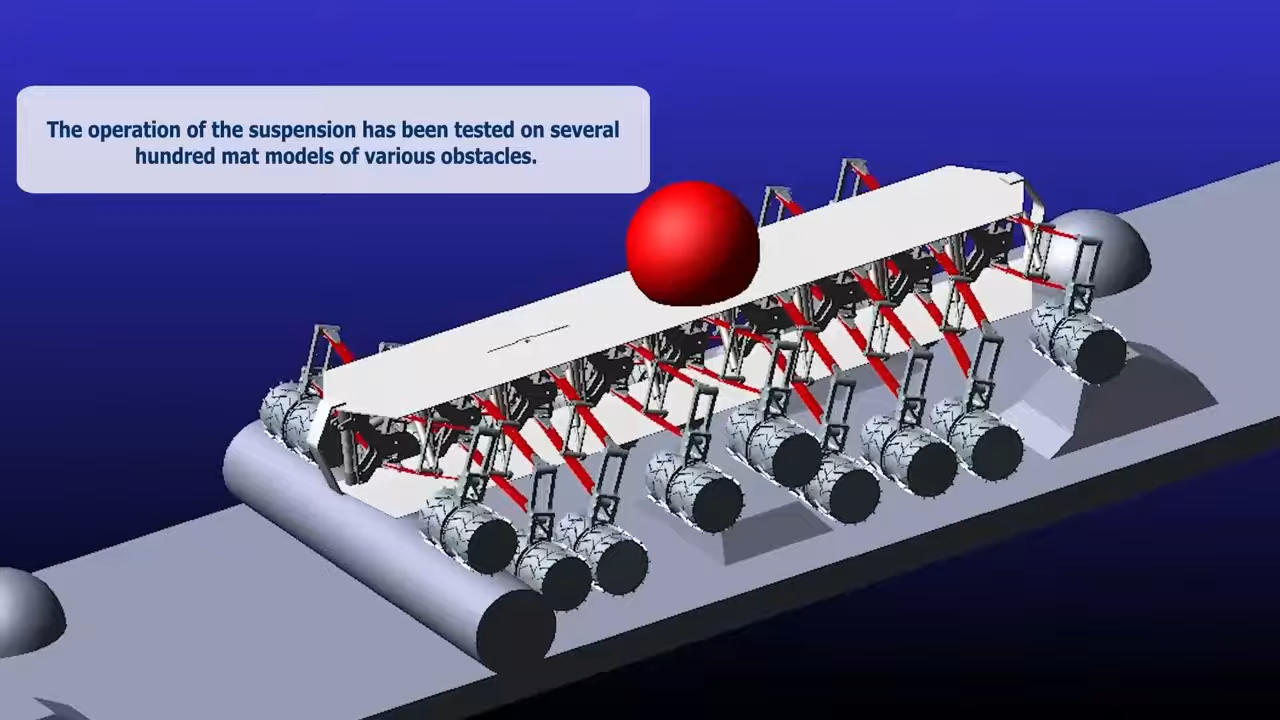 The operation of the suspension has been tested on several
hundred mat models of various obstacles.